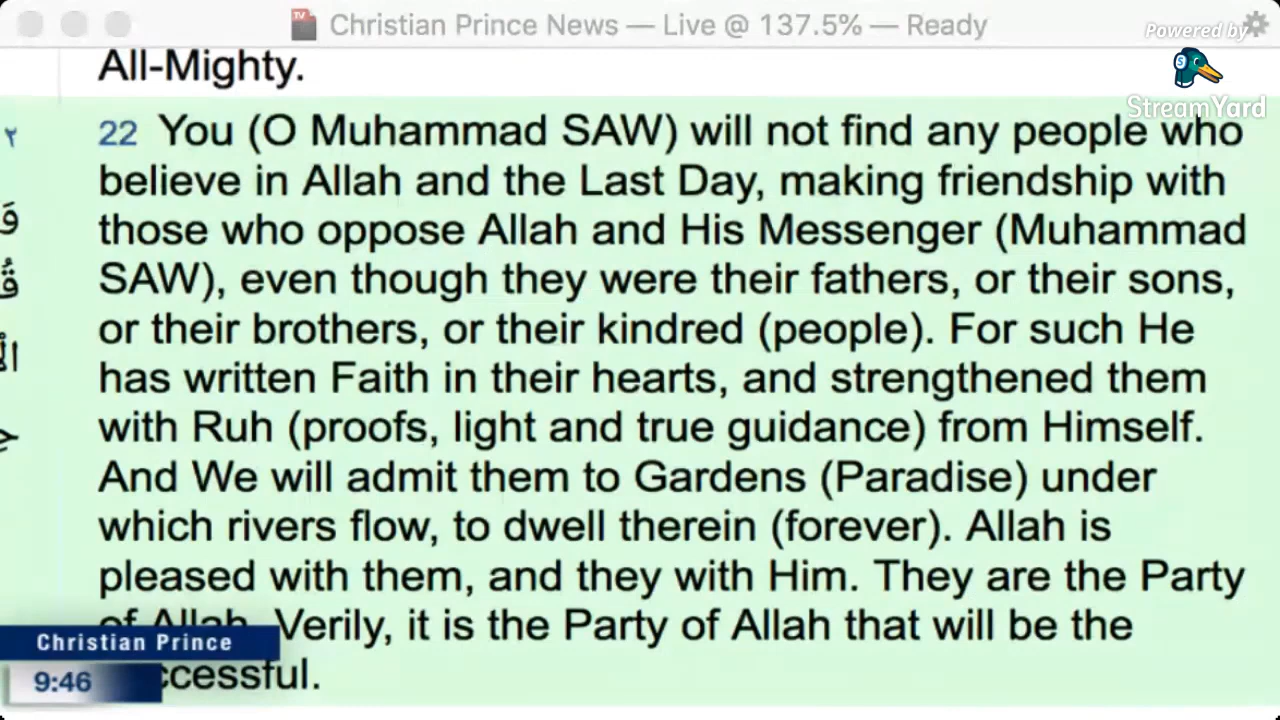 Christian Prince News — Live @ 137.5% — Ready
Powered by
StreamYard
All-Mighty.
22 You (O Muhammad SAW) will not find any people who
believe in Allah and the Last Day, making friendship with
those who oppose Allah and His Messenger (Muhammad
SAW), even though they were their fathers, or their sons,
or their brothers, or their kindred (people). For such He
has written Faith in their hearts, and strengthened them
with Ruh (proofs, light and true guidance) from Himself.
And We will admit them to Gardens (Paradise) under
which rivers flow, to dwell therein (forever). Allah is
pleased with them, and they with Him. They are the Party
of Allah. Verily, it is the Party of Allah that will be the
ccessful.
Christian Prince
9:46